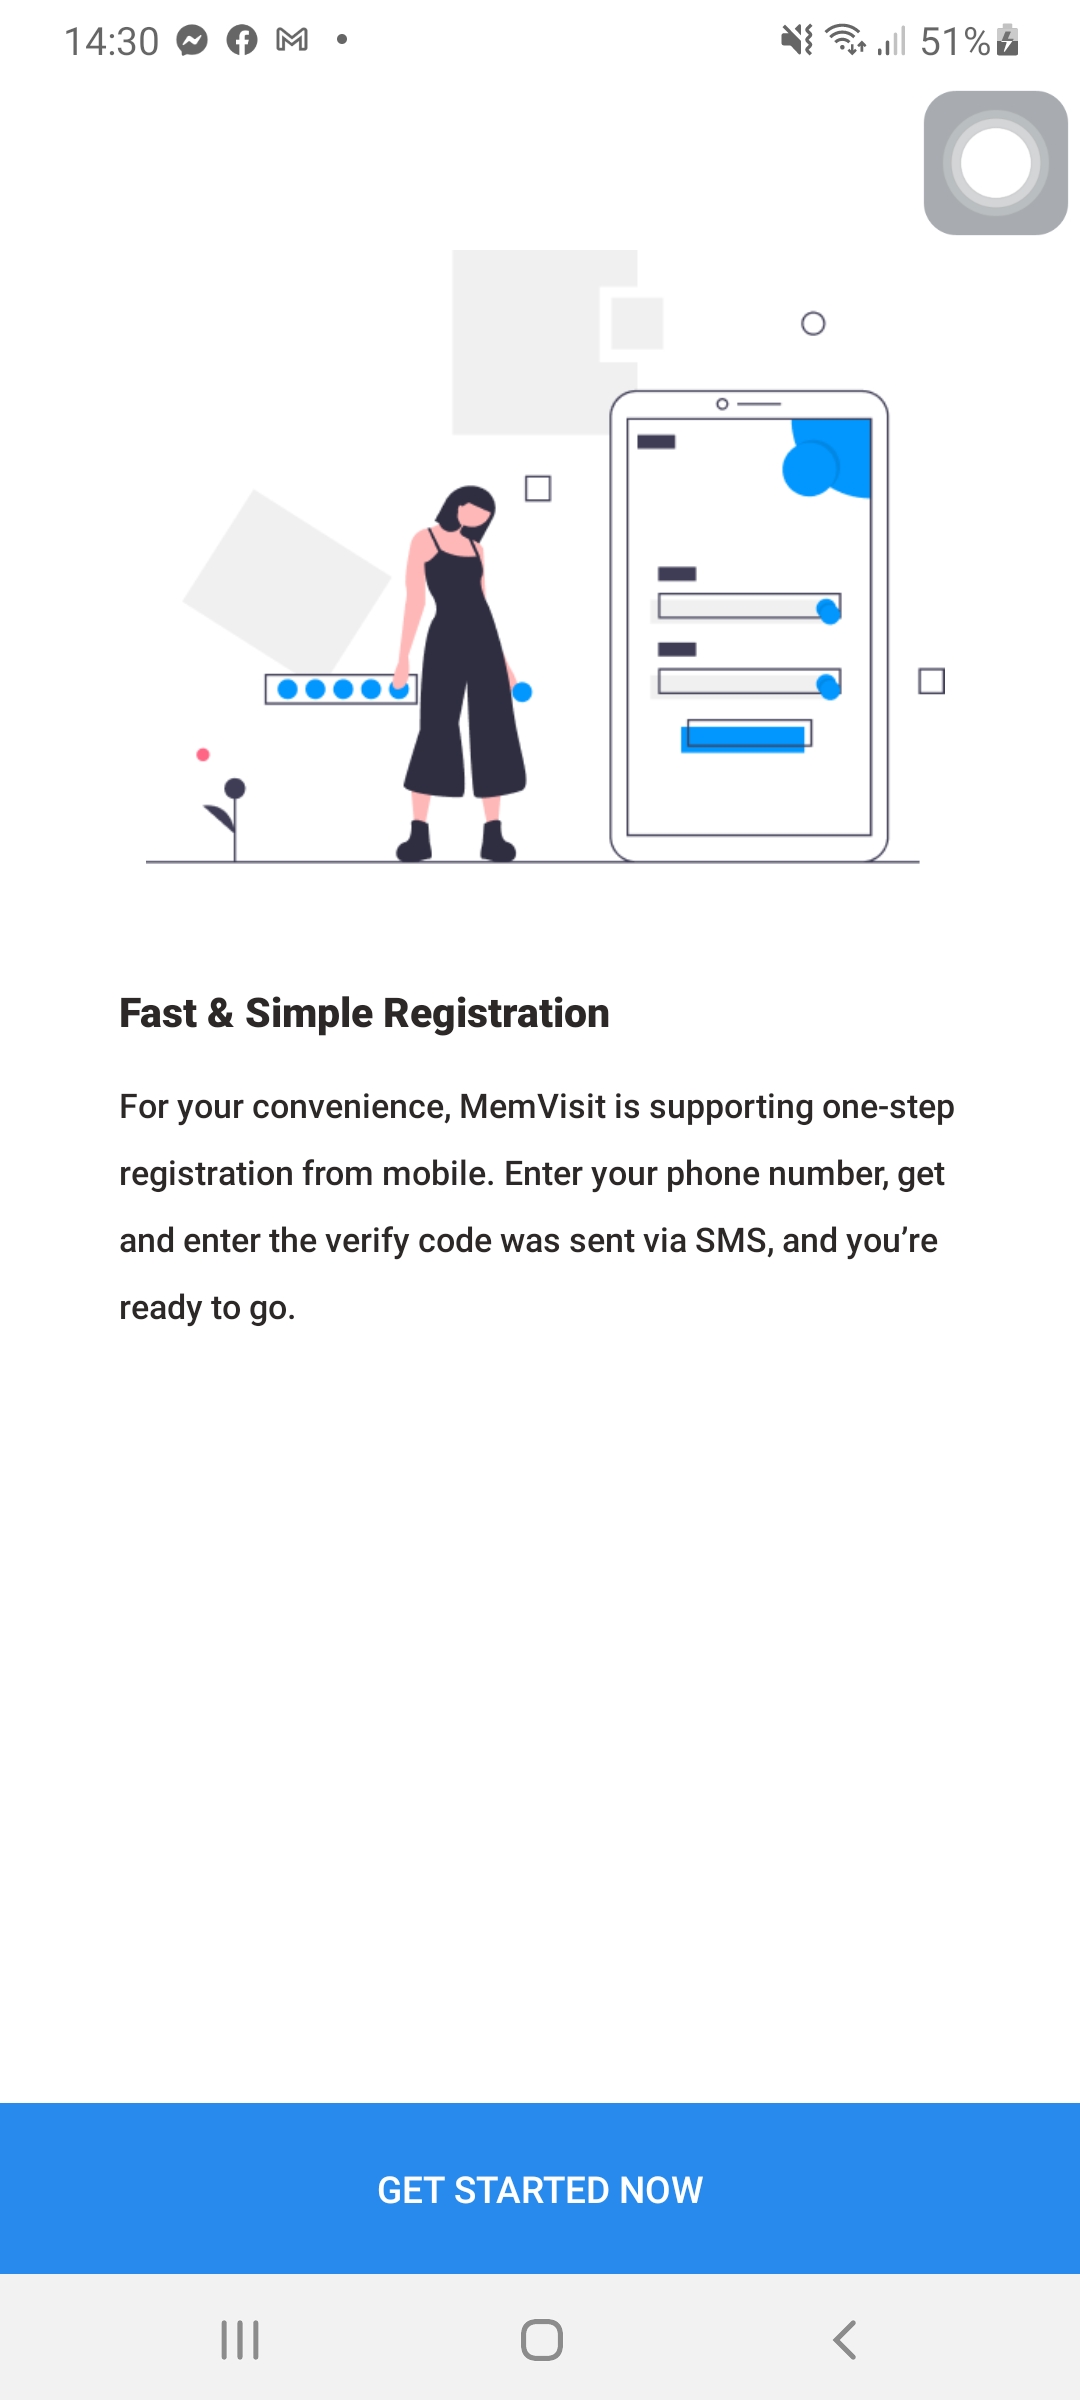 14:30
51%
Fast & Simple Registration
For your convenience, MemVisit is supporting one-step
registration from mobile. Enter your phone number, get
and enter the verify code was sent via SMS, and you’re
ready to go.
GET STARTED NOW